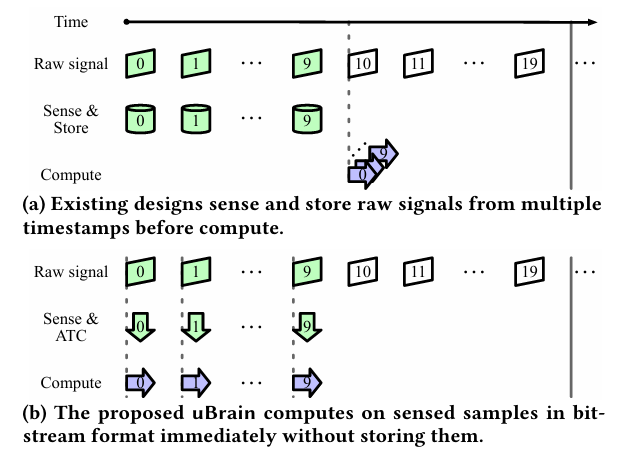 Time
Raw signal 0 1 ··· 9 10 11 ··· 19 ···
Sense &
Store
0 1 ··· 9
Compute 0 ··· 9
(a) Existing designs sense and store raw signals from multiple
timestamps before compute.
Raw signal 0 1 ··· 9 10 11 ··· 19 ···
Sense &
ATC
0 1 ··· 9
Compute 0 1 ··· 9
(b) The proposed uBrain computes on sensed samples in bit-
stream format immediately without storing them.